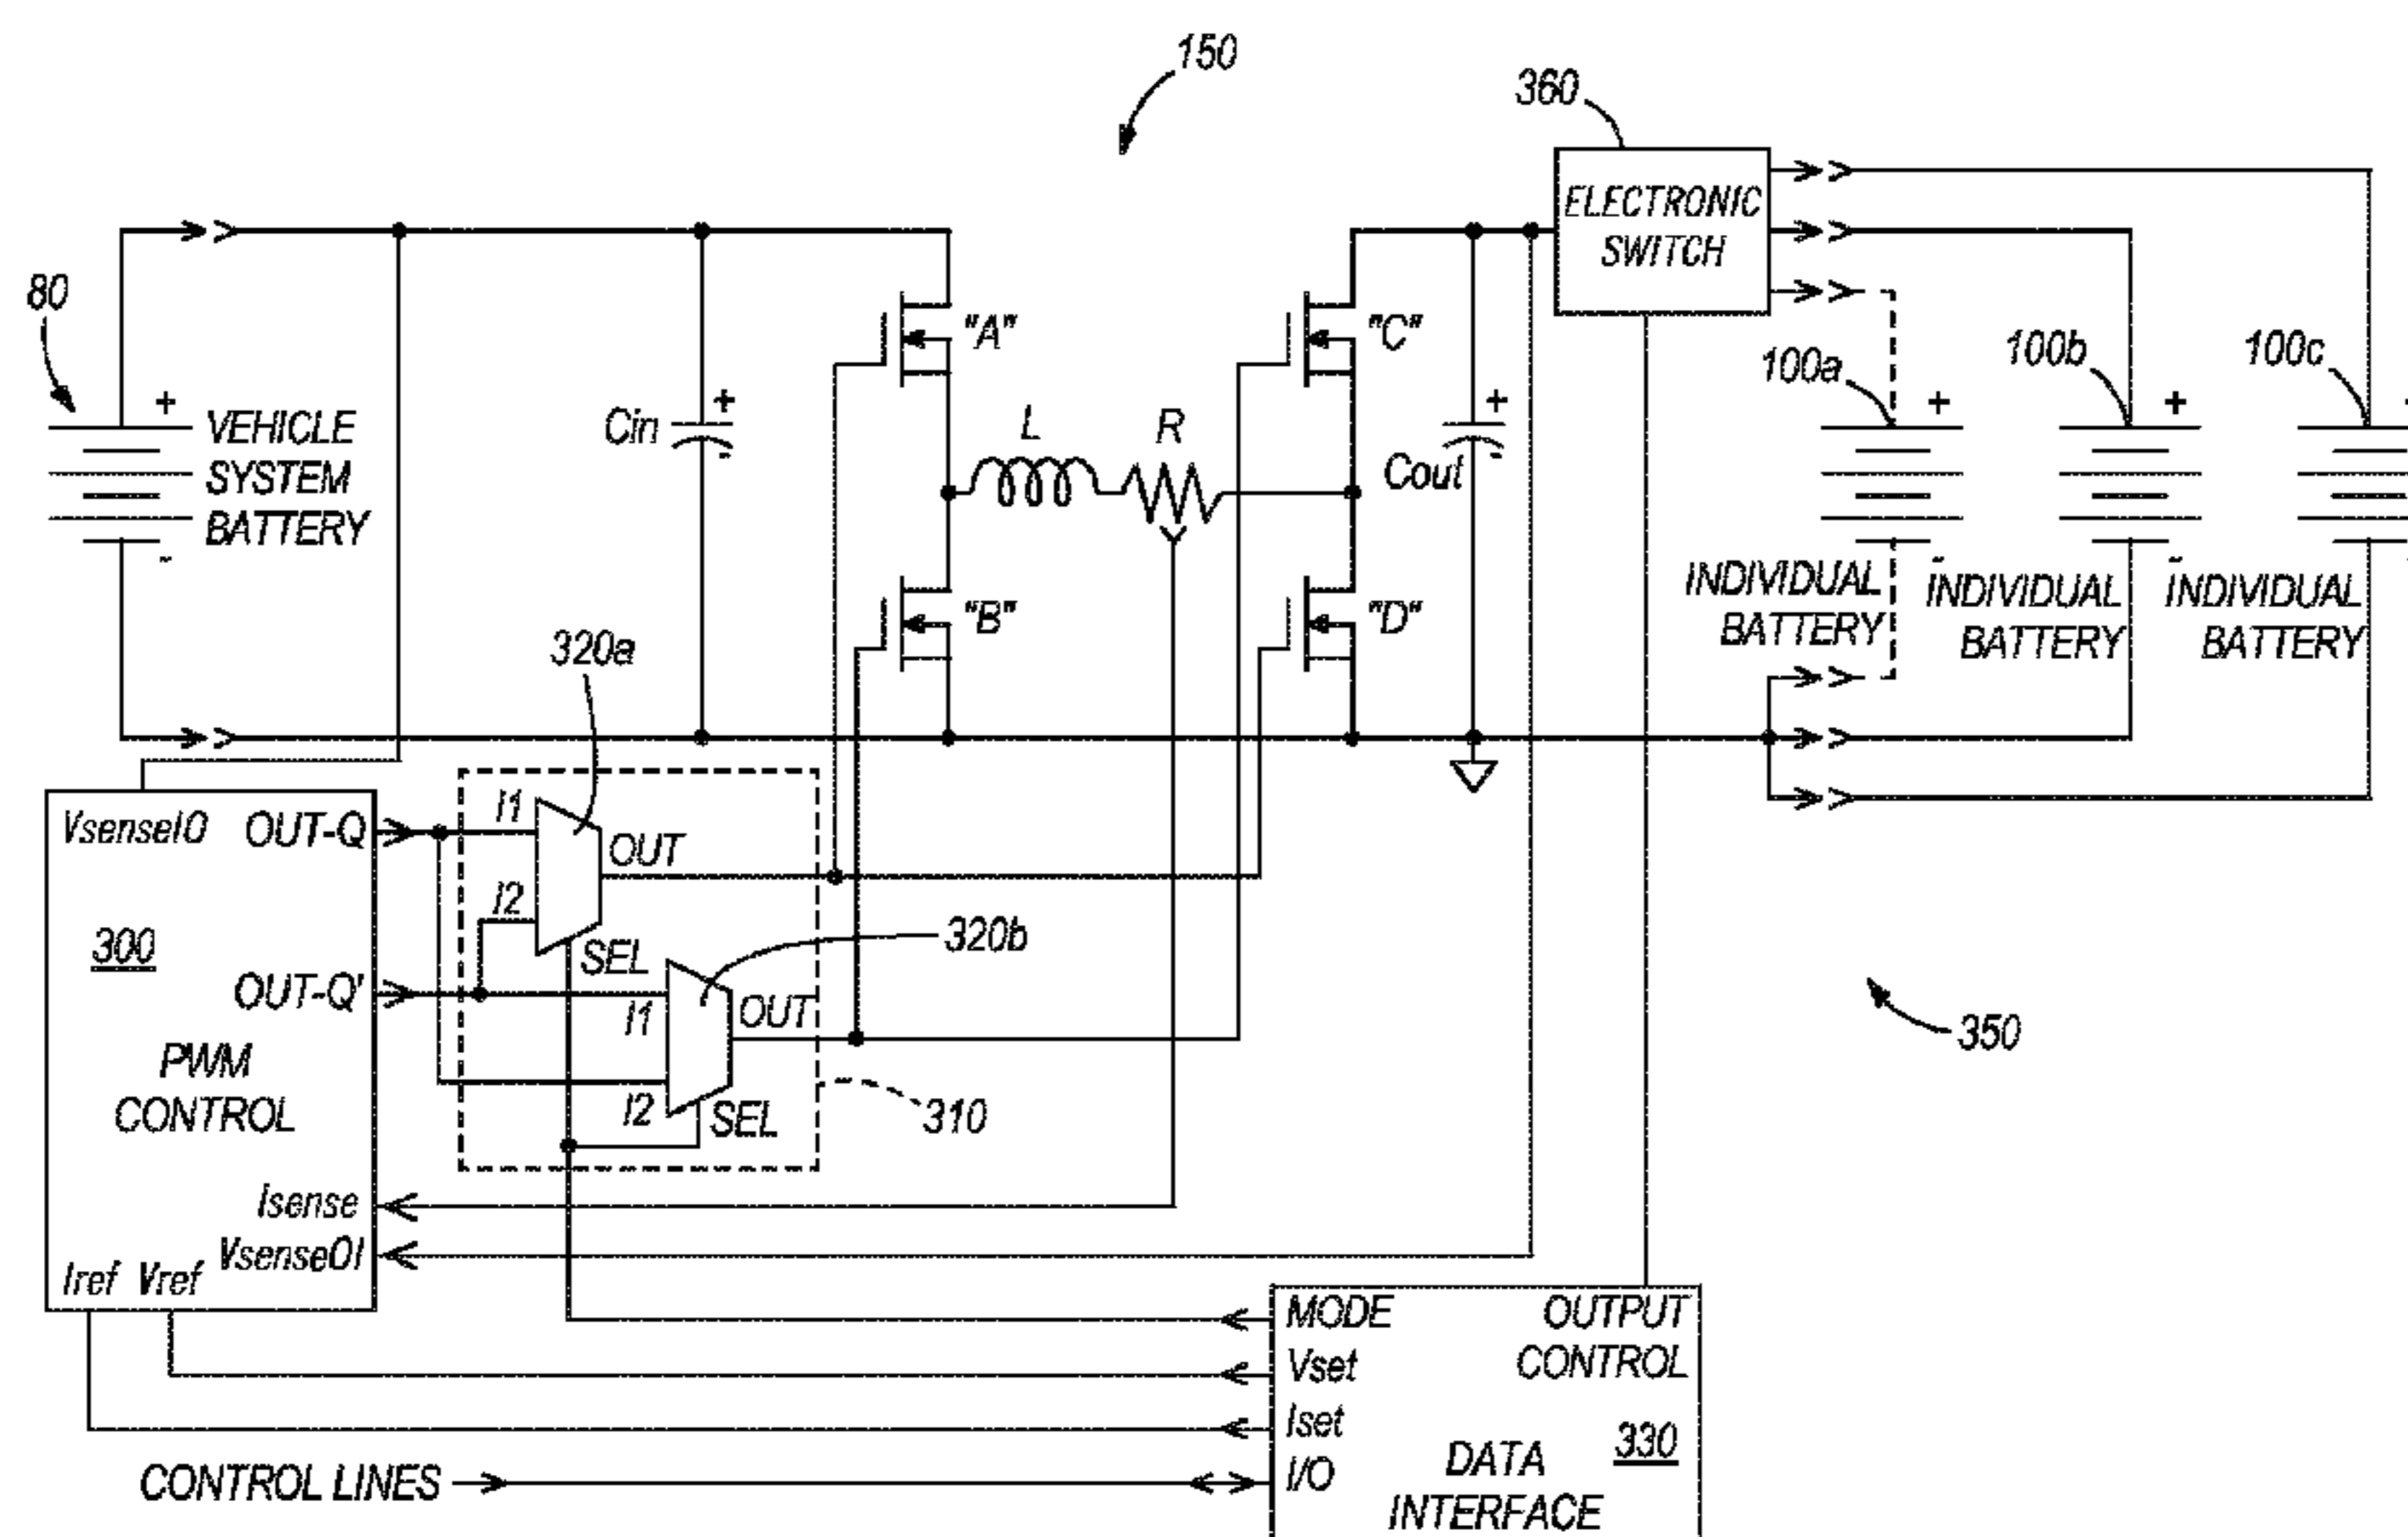 150
360
ELECTRONIC
SWITCH
80
"A"
"C"
100a
100b
100c
+
VEHICLE
SYSTEM
BATTERY
-
Cin
+
-
L
R
+
Cout
-
+
+
"B"
"D"
INDIVIDUAL
BATTERY
-
INDIVIDUAL
BATTERY
-
INDIVIDUAL
BATTERY
320a
VsenseIO
OUT-Q
I1
OUT
I2
300
SEL
320b
OUT-Q'
I1
OUT
350
PWM
CONTROL
I2
SEL
310
Isense
VsenseOI
Iref
Vref
MODE
OUTPUT
CONTROL
Vset
Iset
330
CONTROL LINES
I/O
DATA
INTERFACE